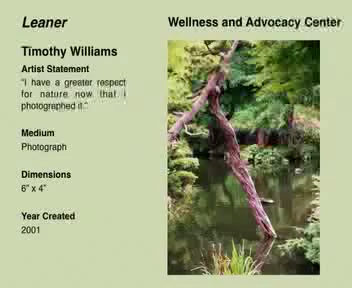 Leaner
Wellness and Advocacy Center
Timothy Williams
Artist Statement
"I have a greater respect
for nature now that i
photographed it."
Medium
Photograph
Dimensions
6" x 4"
Year Created
2001